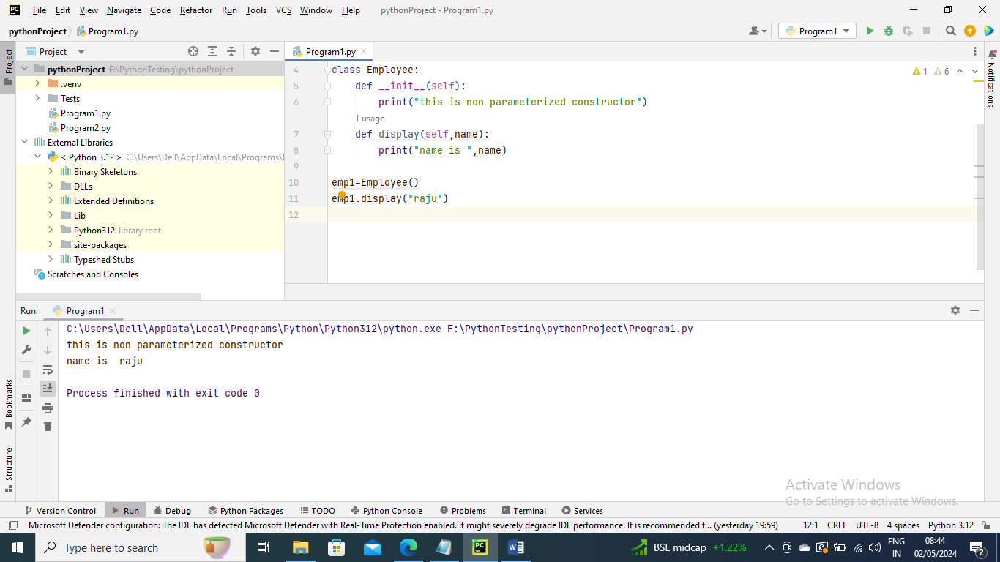 File Edit View Navigate Code Refactor Run Tools VCS Window Help pythonProject - Program1.py
pythonProject Program1.py
Program1
Project
Project
Program1.py
Notifications
pythonProject F:\PythonTesting\pythonProject
.venv
Tests
Program1.py
Program2.py
External Libraries
< Python 3.12 > C:\Users\Dell\AppData\Local\Programs\
Binary Skeletons
DLLs
Extended Definitions
Lib
Python312 library root
site-packages
Typeshed Stubs
Scratches and Consoles
1 6
4 class Employee:
5 def __init__(self):
6 print("this is non parameterized constructor")
1 usage
7 def display(self,name):
8 print("name is ",name)
9
10 emp1=Employee()
11 emp1.display("raju")
12
Run: Program1
C:\Users\Dell\AppData\Local\Programs\Python\Python312\python.exe F:\PythonTesting\pythonProject\Program1.py
this is non parameterized constructor
name is  raju
Process finished with exit code 0
Bookmarks
Structure
Activate Windows
Go to Settings to activate Windows.
Version Control Run Debug Python Packages TODO Python Console Problems Terminal Services
Microsoft Defender configuration: The IDE has detected Microsoft Defender with Real-Time Protection enabled. It might severely degrade IDE performance. It is recommended t... (yesterday 19:59) 12:1 CRLF UTF-8 4 spaces Python 3.12
Type here to search
BSE midcap +1.22%
ENG
IN
08:44
02/05/2024
2